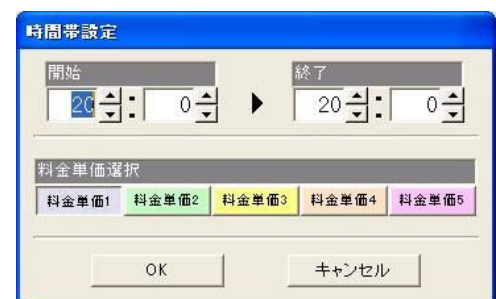 時間帯設定
開始 終了
20 : 0 ▶ 20 : 0
料金単価選択
料金単価1 料金単価2 料金単価3 料金単価4 料金単価5
OK キャンセル